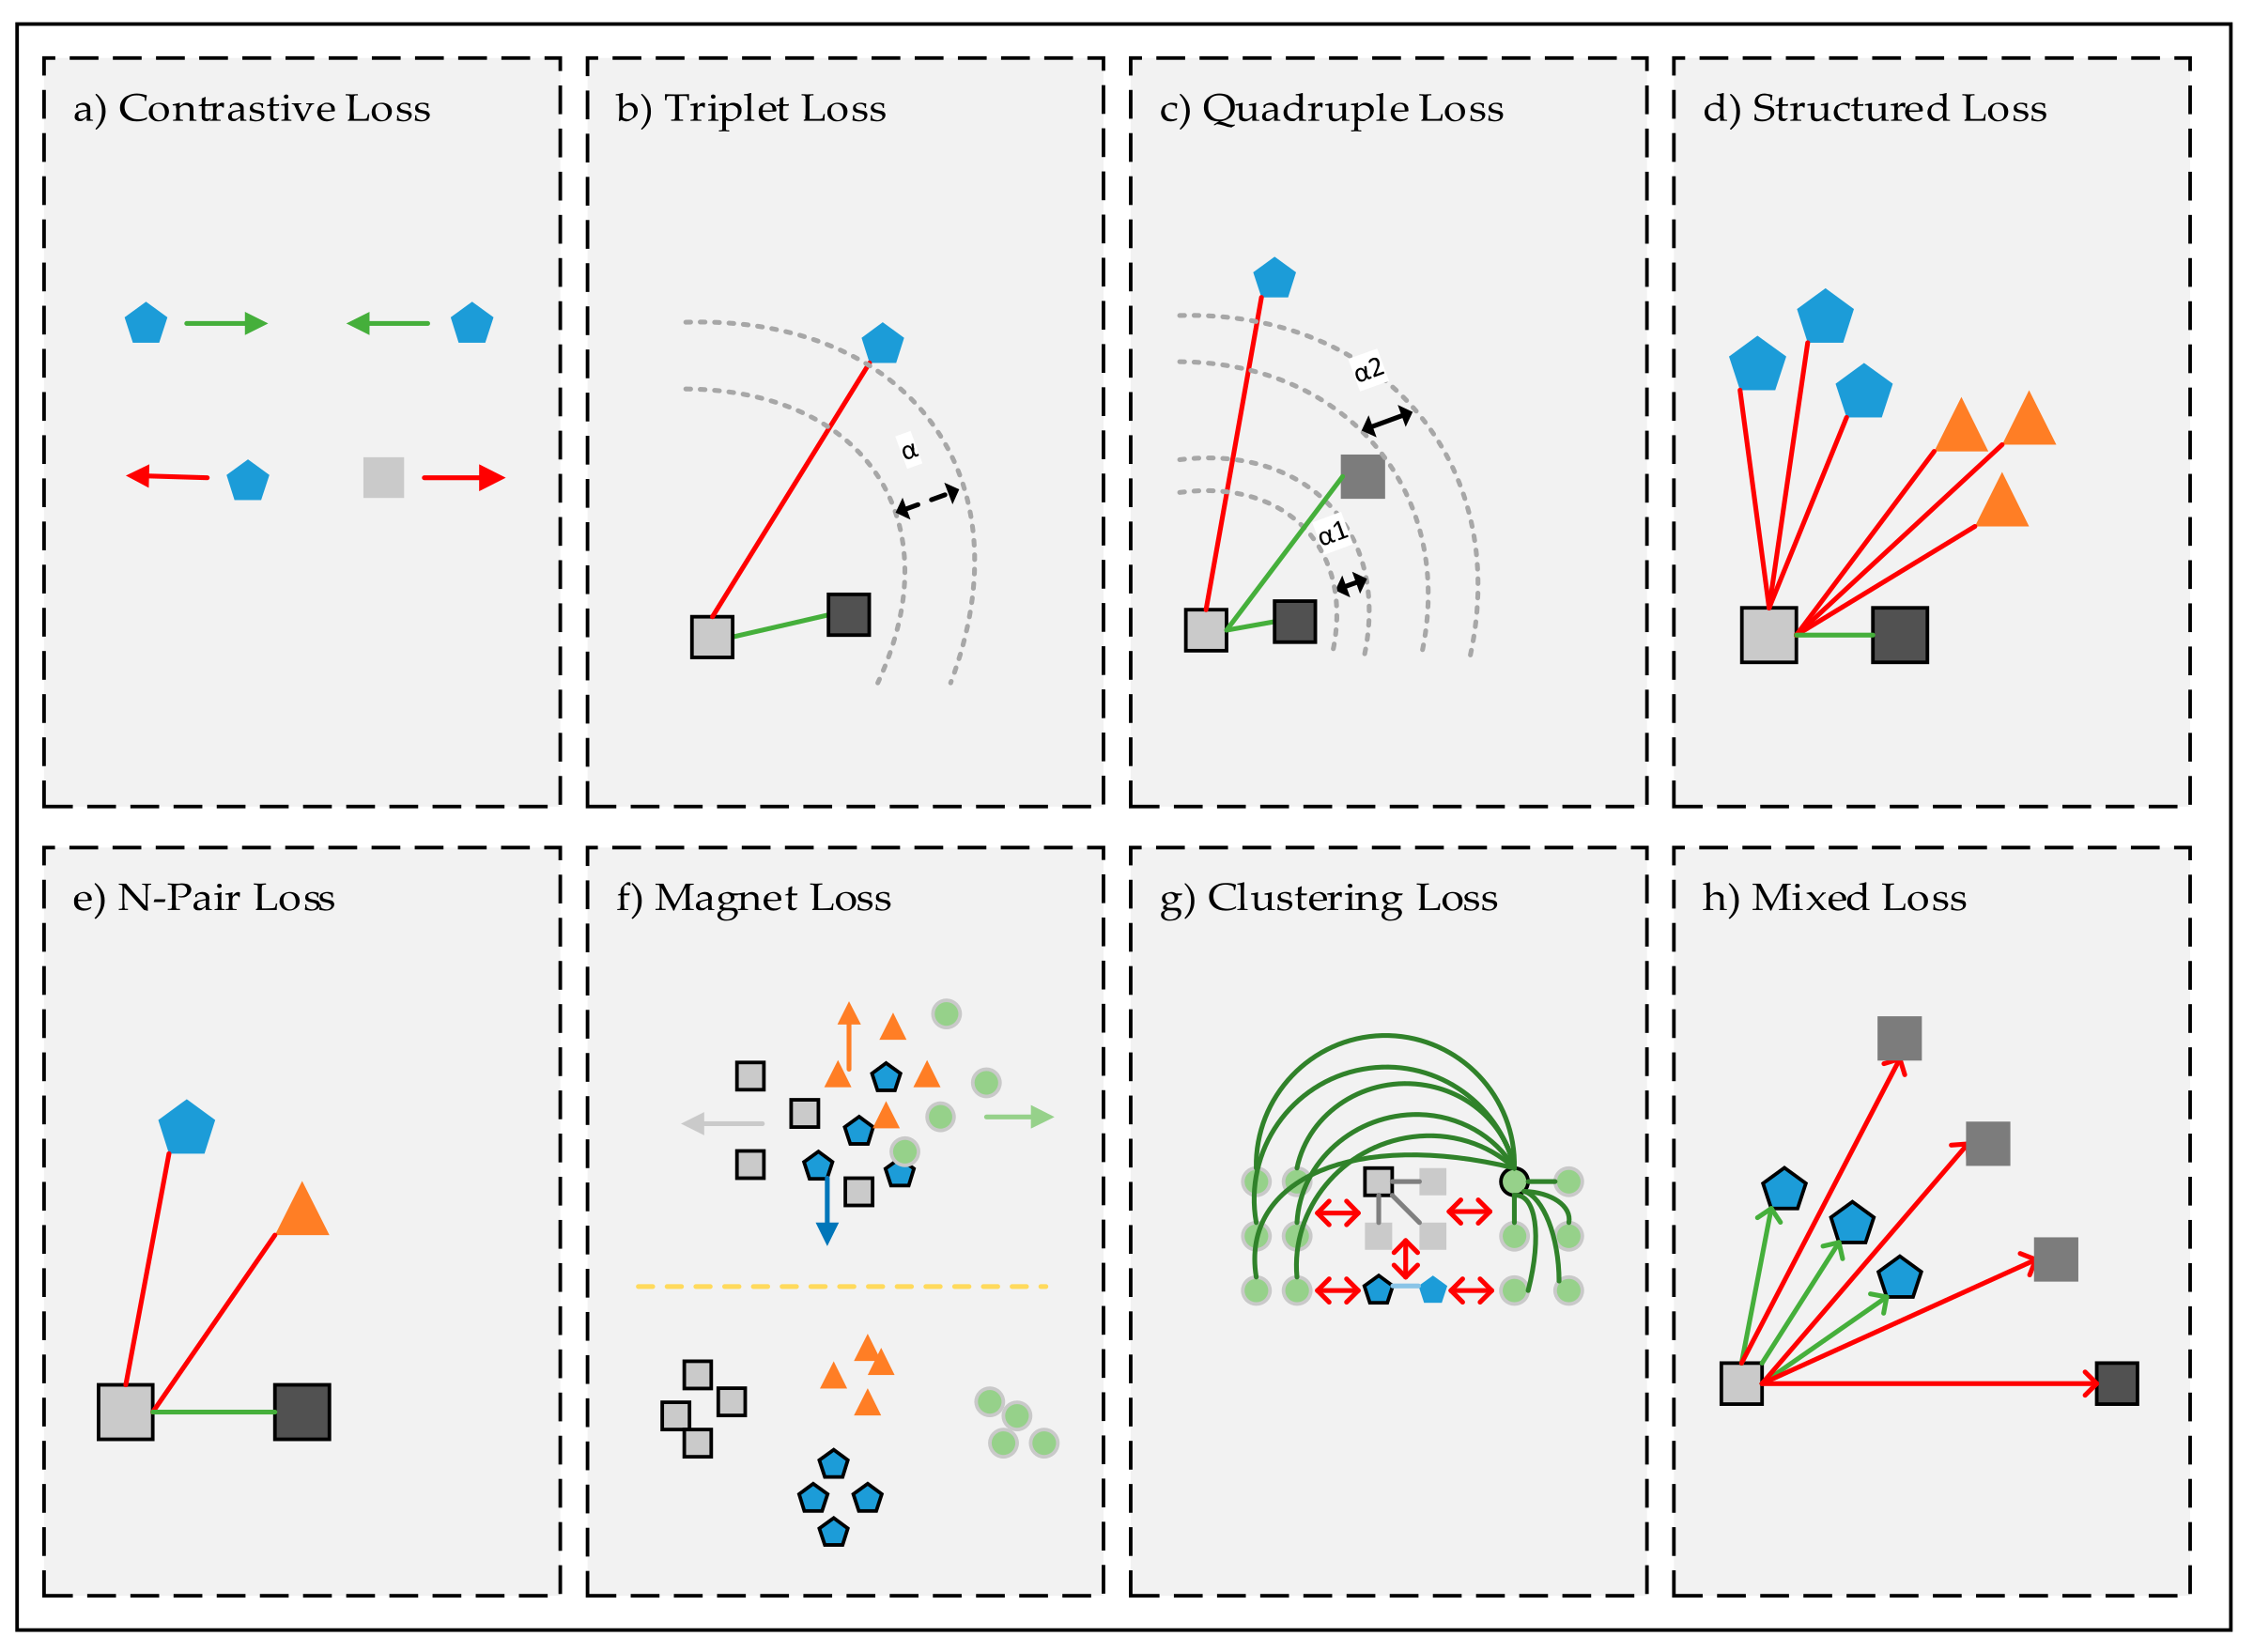 a) Contrastive Loss
b) Triplet Loss
c) Quadruple Loss
d) Structured Loss
α
α2
α1
e) N-Pair Loss
f) Magnet Loss
g) Clustering Loss
h) Mixed Loss